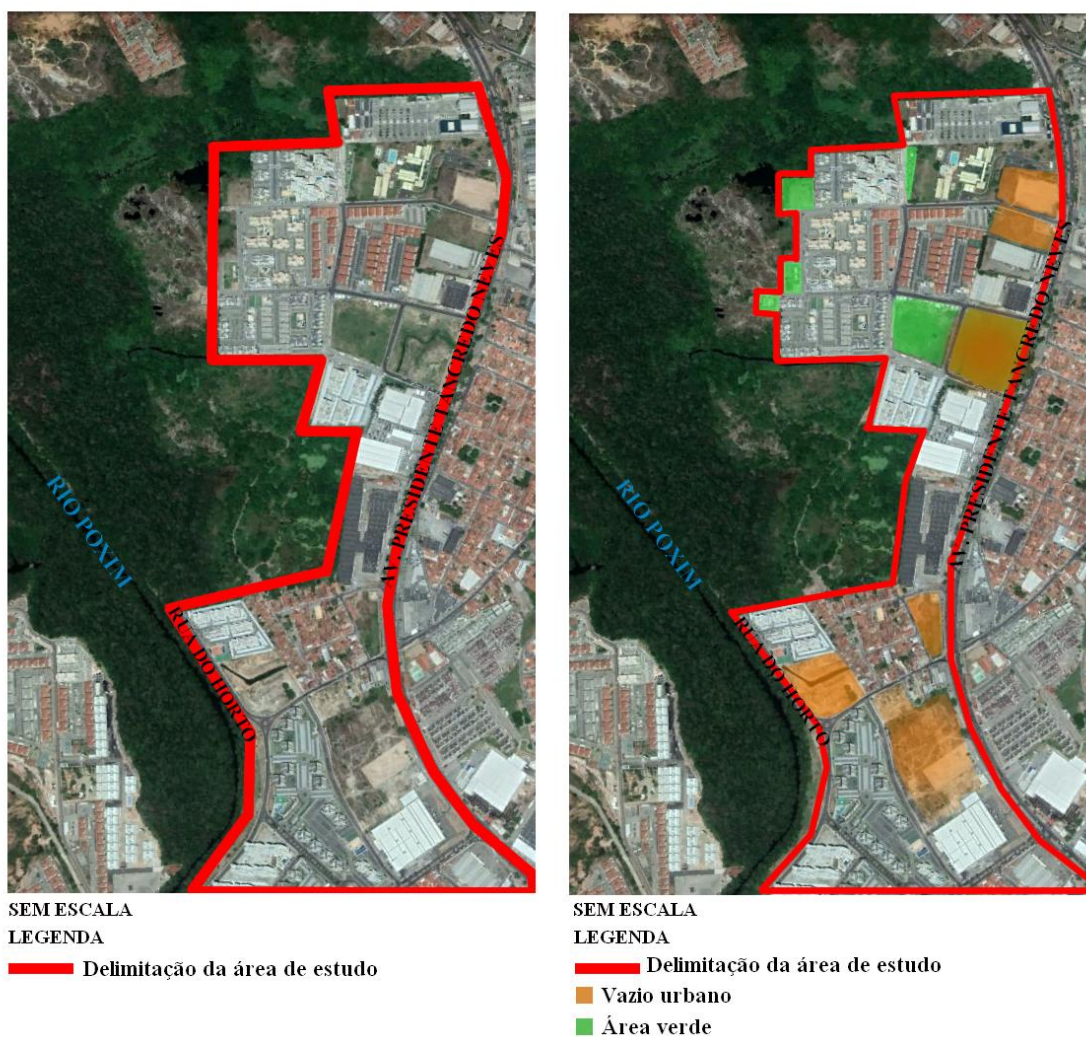 AV. PRESIDENTE TANCREDO NEVES
RIO POXIM
RUA DO HORTO
SEM ESCALA
LEGENDA
Delimitação da área de estudo
AV. PRESIDENTE TANCREDO NEVES
RIO POXIM
RUA DO HORTO
SEM ESCALA
LEGENDA
Delimitação da área de estudo
Vazio urbano
Área verde